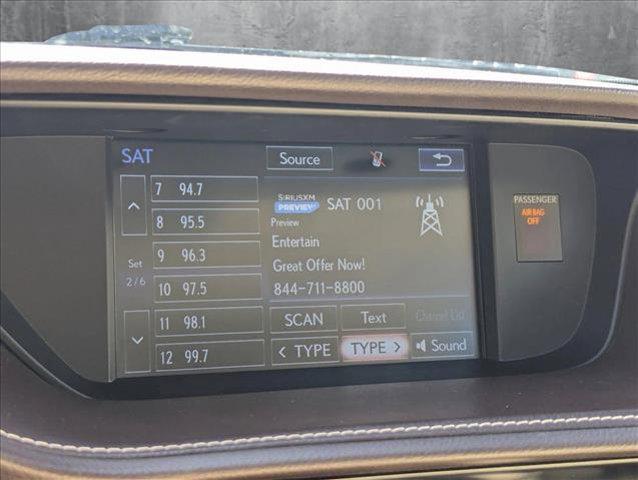 SAT
Source
7 94.7
8 95.5
Set
2/6
9 96.3
10 97.5
11 98.1
12 99.7
SIRIUSXM
PREVIEW
SAT 001
Preview
Entertain
Great Offer Now!
844-711-8800
SCAN
Text
Channel List
< TYPE
TYPE >
Sound
PASSENGER
AIR BAG
OFF